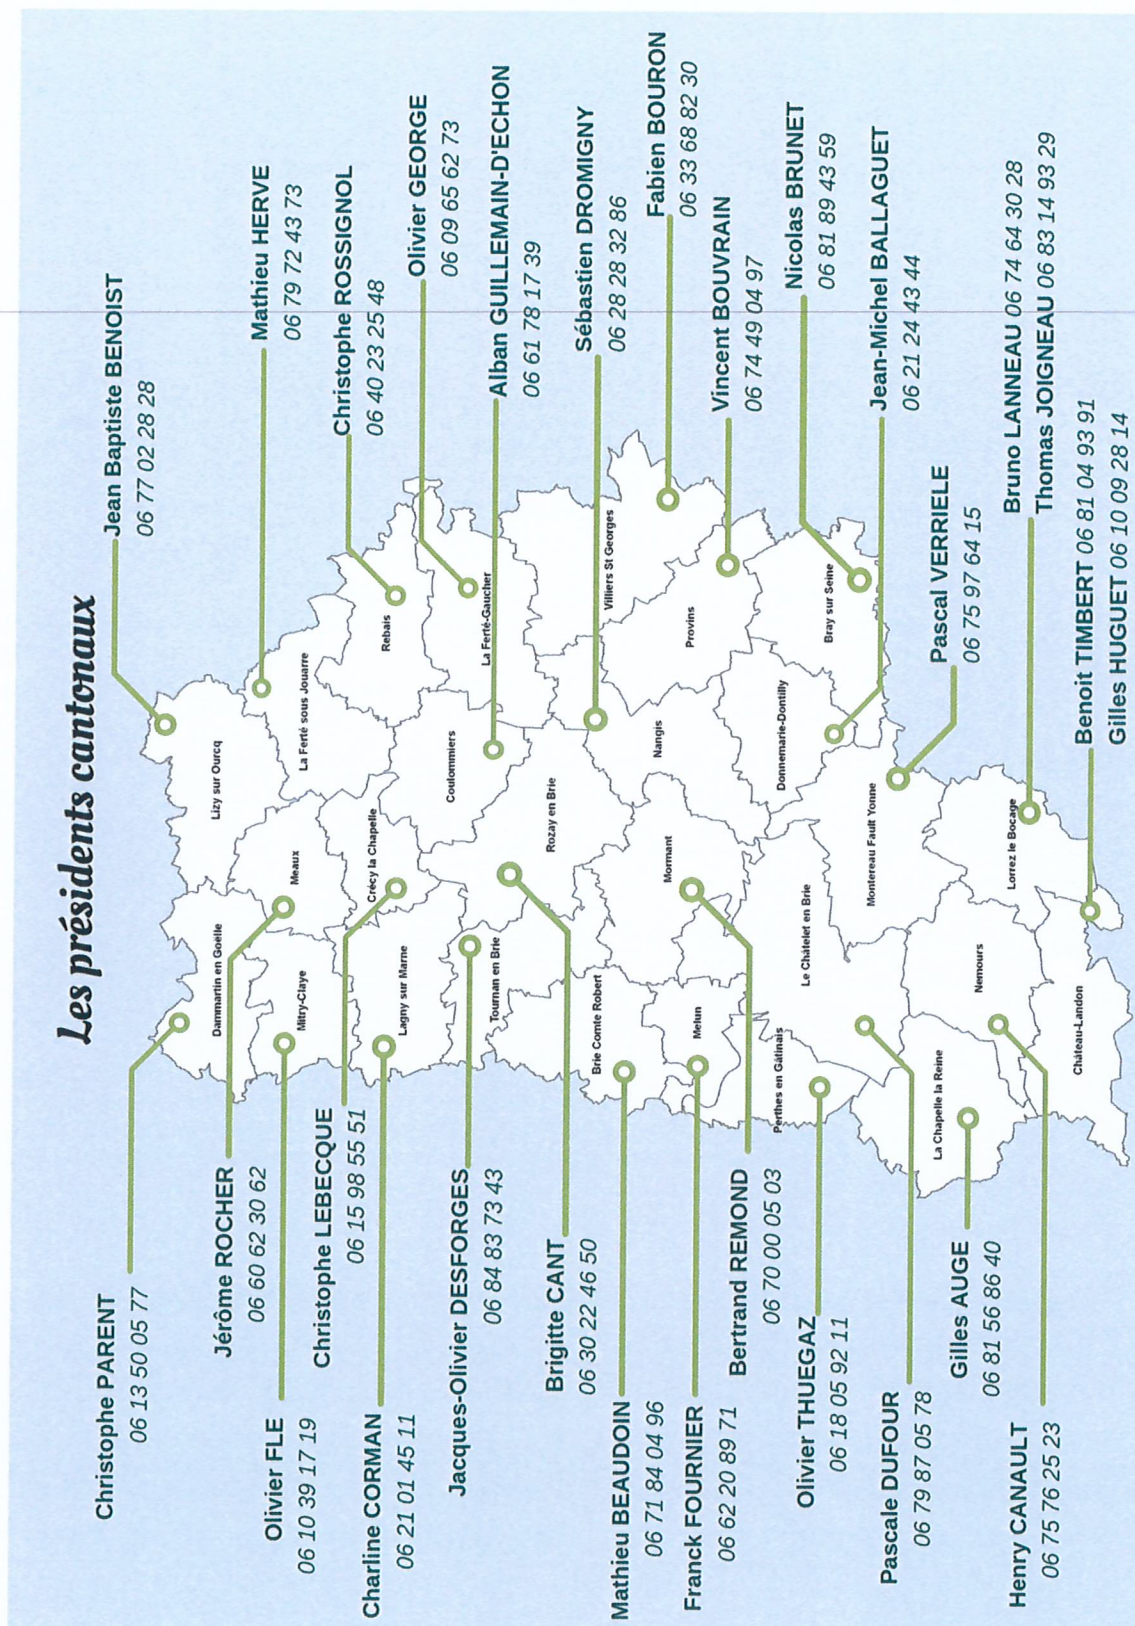 Les présidents cantonaux
Christophe PARENT
06 13 50 05 77
Jérôme ROCHER
06 60 62 30 62
Olivier FLE
06 10 39 17 19
Christophe LEBECQUE
06 15 98 55 51
Charline CORMAN
06 21 01 45 11
Jacques-Olivier DESFORGES
06 84 83 73 43
Brigitte CANT
06 30 22 46 50
Mathieu BEAUDOIN
06 71 84 04 96
Franck FOURNIER
06 62 20 89 71
Bertrand REMOND
06 70 00 05 03
Olivier THUEGAZ
06 18 05 92 11
Pascale DUFOUR
06 79 87 05 78
Gilles AUGE
06 81 56 86 40
Henry CANAULT
06 75 76 25 23
Dammartin en Goëlle
Lizy sur Ourcq
Mitry-Claye
Meaux
La Ferté sous Jouarre
Crécy la Chapelle
Rebais
Lagny sur Marne
Coulommiers
La Ferté-Gaucher
Tournan en Brie
Rozay en Brie
Brie Comte Robert
Villiers St Georges
Mormant
Nangis
Melun
Provins
Perthes en Gâtinais
Le Châtelet en Brie
Donnemarie-Dontilly
Bray sur Seine
Montereau Fault Yonne
La Chapelle la Reine
Nemours
Lorrez le Bocage
Château-Landon
Jean Baptiste BENOIST
06 77 02 28 28
Mathieu HERVE
06 79 72 43 73
Christophe ROSSIGNOL
06 40 23 25 48
Olivier GEORGE
06 09 65 62 73
Alban GUILLEMAIN-D'ECHON
06 61 78 17 39
Sébastien DROMIGNY
06 28 28 32 86
Fabien BOURON
06 33 68 82 30
Vincent BOUVRAIN
06 74 49 04 97
Nicolas BRUNET
06 81 89 43 59
Jean-Michel BALLAGUET
06 21 24 43 44
Pascal VERRIELE
06 75 97 64 15
Bruno LANNEAU 06 74 64 30 28
Thomas JOIGNEAU 06 83 14 93 29
Benoit TIMBERT 06 81 04 93 91
Gilles HUGUET 06 10 09 28 14